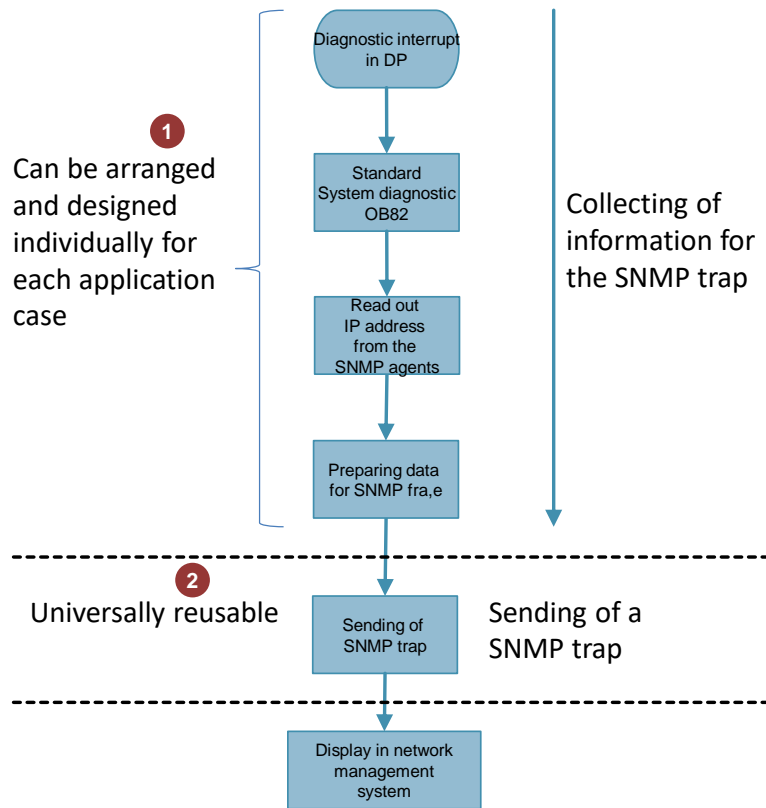 Diagnostic interrupt
in DP
1
Can be arranged
and designed
individually for
each application
case
Standard
System diagnostic
OB82
Collecting of
information for
the SNMP trap
Read out
IP address
from the
SNMP agents
Preparing data
for SNMP fra,e
2
Universally reusable
Sending of
SNMP trap
Sending of a
SNMP trap
Display in network
management
system